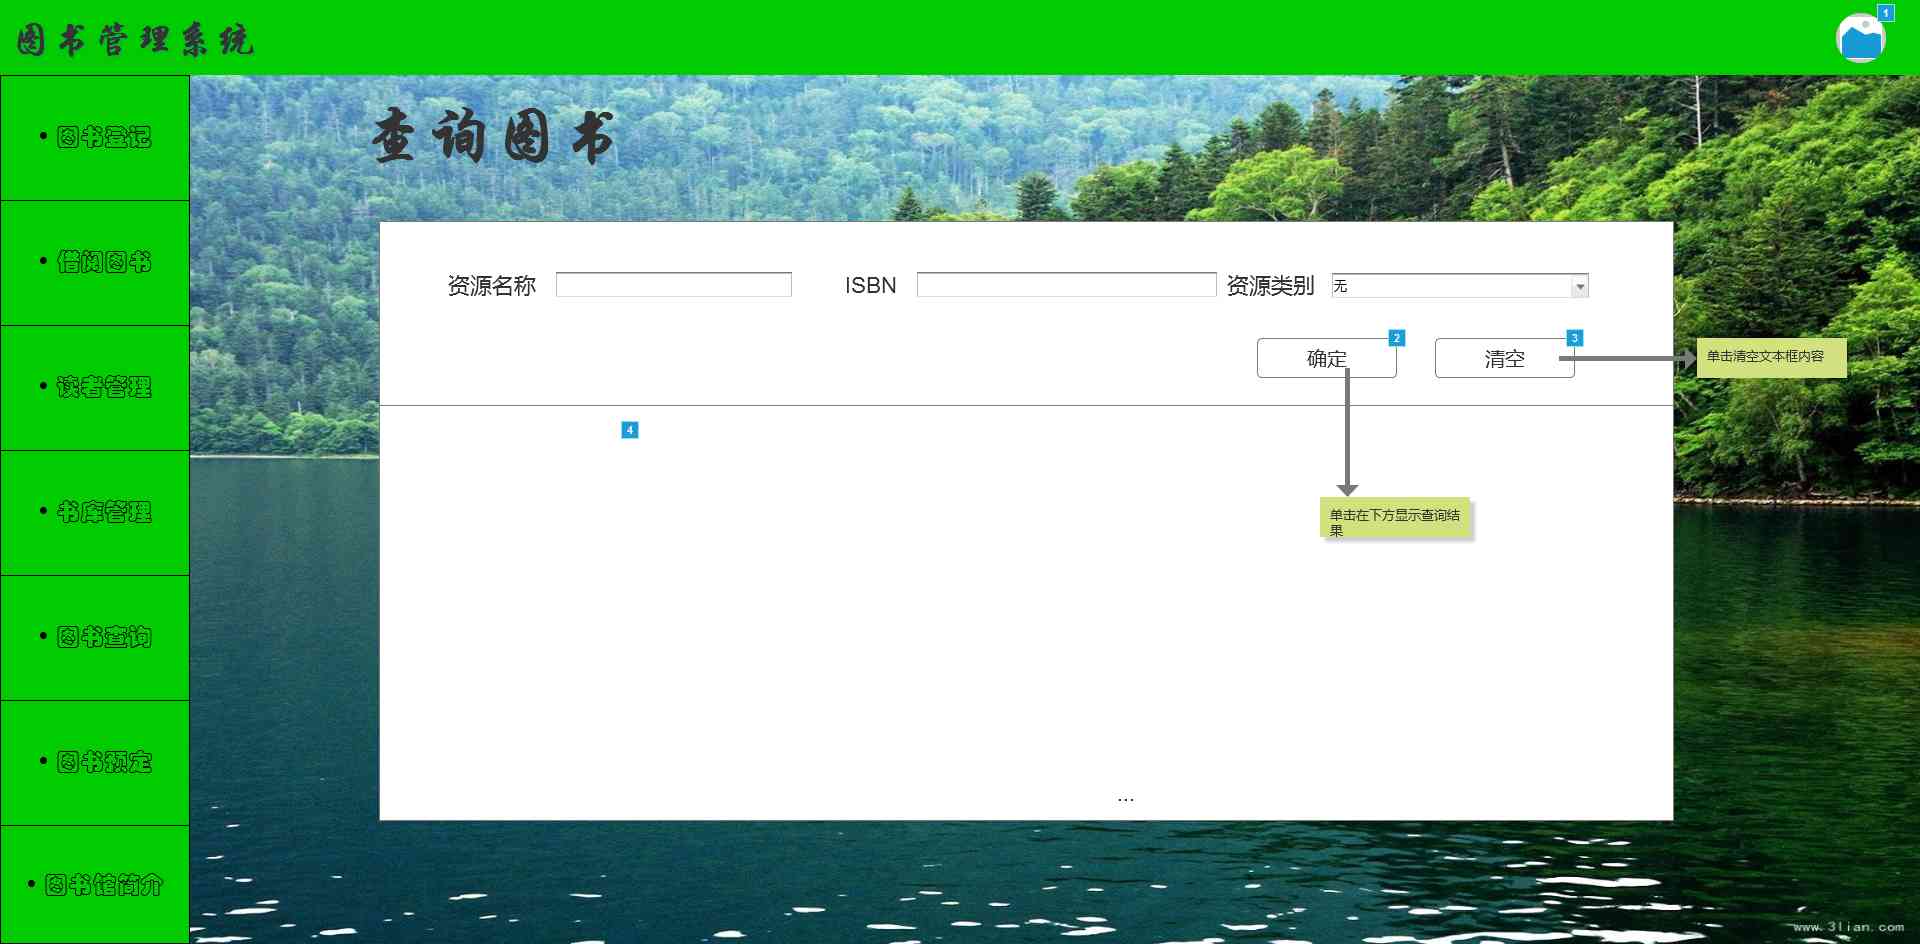 图书管理系统
1
• 图书登记
• 借阅图书
• 读者管理
• 书库管理
• 图书查询
• 图书预定
• 图书馆简介
查询图书
资源名称 ISBN 资源类别 无
确定 2 清空 3
单击清空文本框内容
4
单击在下方显示查询结
果
...
www.3lian.com